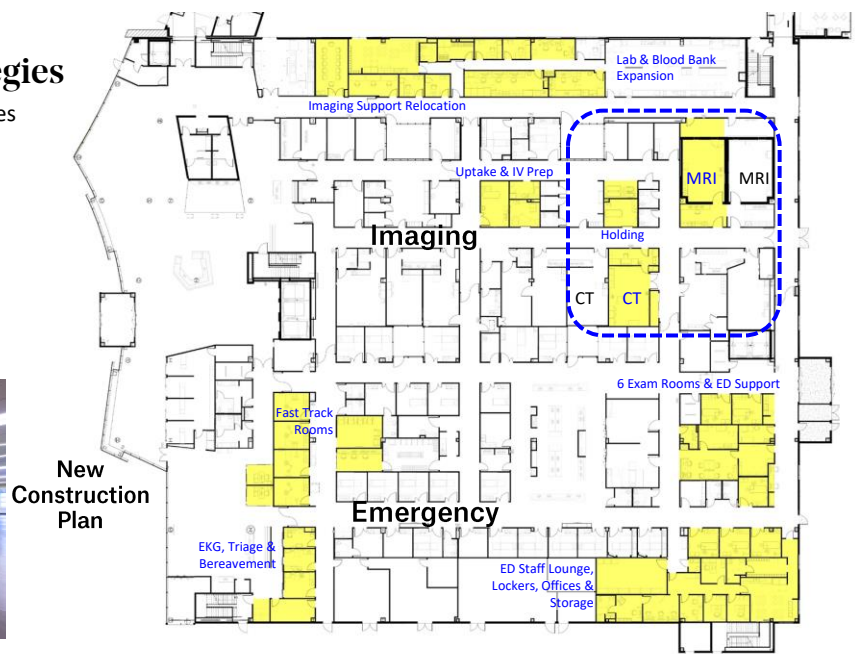 egies
es
Lab & Blood Bank
Expansion
Imaging Support Relocation
Uptake & IV Prep
MRI
MRI
Holding
Imaging
CT
CT
6 Exam Rooms & ED Support
Fast Track
Rooms
New
Construction
Plan
Emergency
EKG, Triage &
Bereavement
ED Staff Lounge,
Lockers, Offices &
Storage